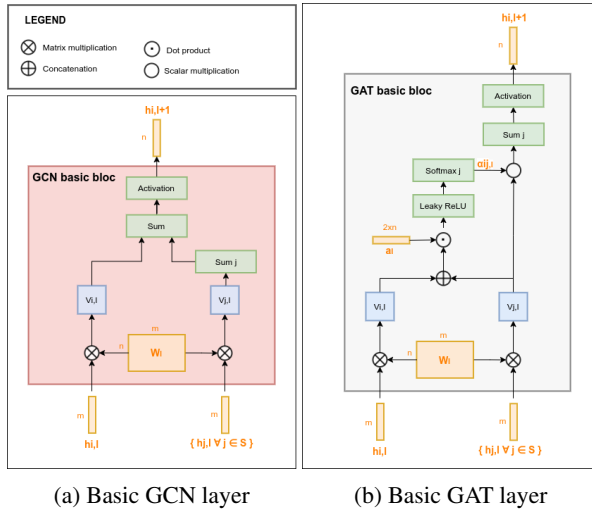 LEGEND
Matrix multiplication
Dot product
Concatenation
Scalar multiplication
hi,l+1
n
GCN basic bloc
Activation
Sum
Sum j
Vi,l
Vj,l
m
n
Wl
m
m
hi,l
{ hj,l ∀ j ∈ S }
(a) Basic GCN layer
hi,l+1
n
GAT basic bloc
Activation
Sum j
Softmax j
αij,l
Leaky ReLU
2xn
al
Vi,l
Vj,l
m
n
Wl
m
m
hi,l
{ hj,l ∀ j ∈ S }
(b) Basic GAT layer